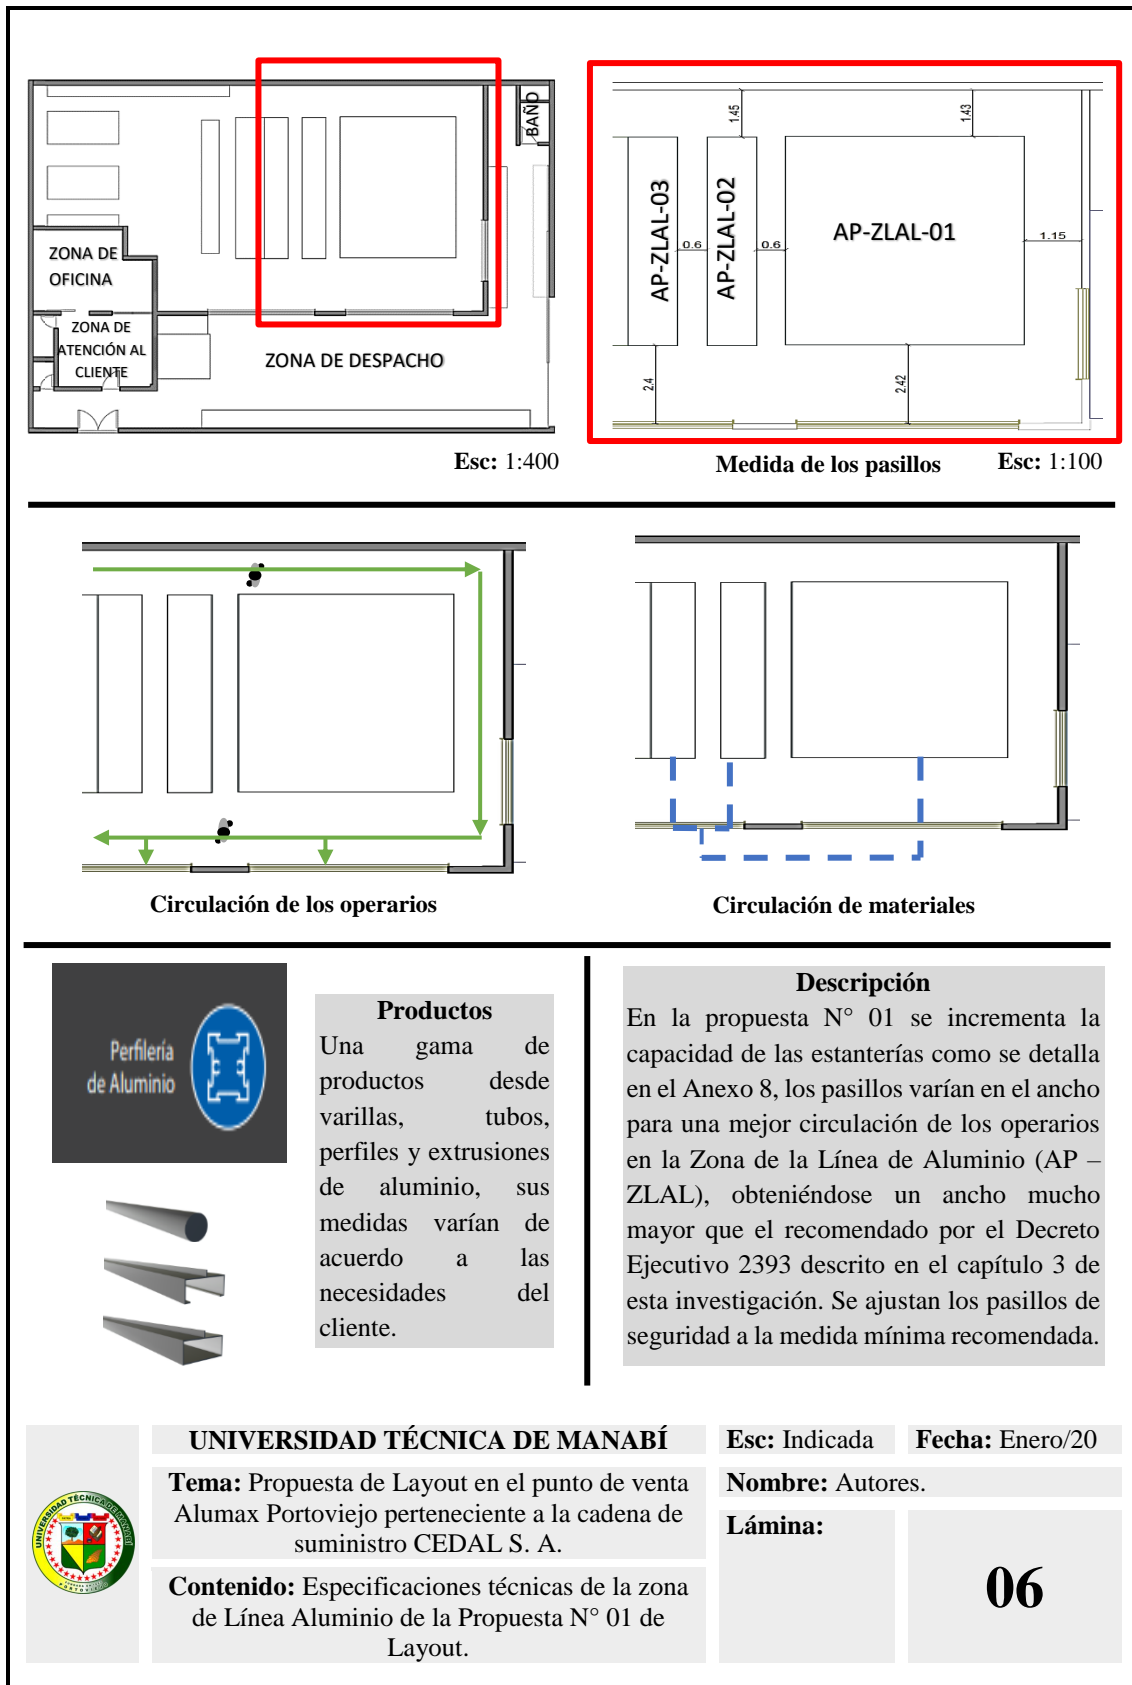 BAÑO
ZONA DE
OFICINA
ZONA DE
ATENCIÓN AL
CLIENTE
ZONA DE DESPACHO
Esc: 1:400
1.45
1.43
AP-ZLAL-03
0.6
AP-ZLAL-02
0.6
AP-ZLAL-01
1.15
2.4
2.42
Medida de los pasillos
Esc: 1:100
Circulación de los operarios
Circulación de materiales
Perfilería
de Aluminio
Productos
Una gama de
productos desde
varillas, tubos,
perfiles y extrusiones
de aluminio, sus
medidas varían de
acuerdo a las
necesidades del
cliente.
Descripción
En la propuesta N° 01 se incrementa la
capacidad de las estanterías como se detalla
en el Anexo 8, los pasillos varían en el ancho
para una mejor circulación de los operarios
en la Zona de la Línea de Aluminio (AP –
ZLAL), obteniéndose un ancho mucho
mayor que el recomendado por el Decreto
Ejecutivo 2393 descrito en el capítulo 3 de
esta investigación. Se ajustan los pasillos de
seguridad a la medida mínima recomendada.
UNIVERSIDAD TÉCNICA DE MANABÍ
PORTOVIEJO
UNIVERSIDAD TÉCNICA DE MANABÍ
Tema: Propuesta de Layout en el punto de venta
Alumax Portoviejo perteneciente a la cadena de
suministro CEDAL S. A.
Contenido: Especificaciones técnicas de la zona
de Línea Aluminio de la Propuesta N° 01 de
Layout.
Esc: Indicada
Fecha: Enero/20
Nombre: Autores.
Lámina:
06